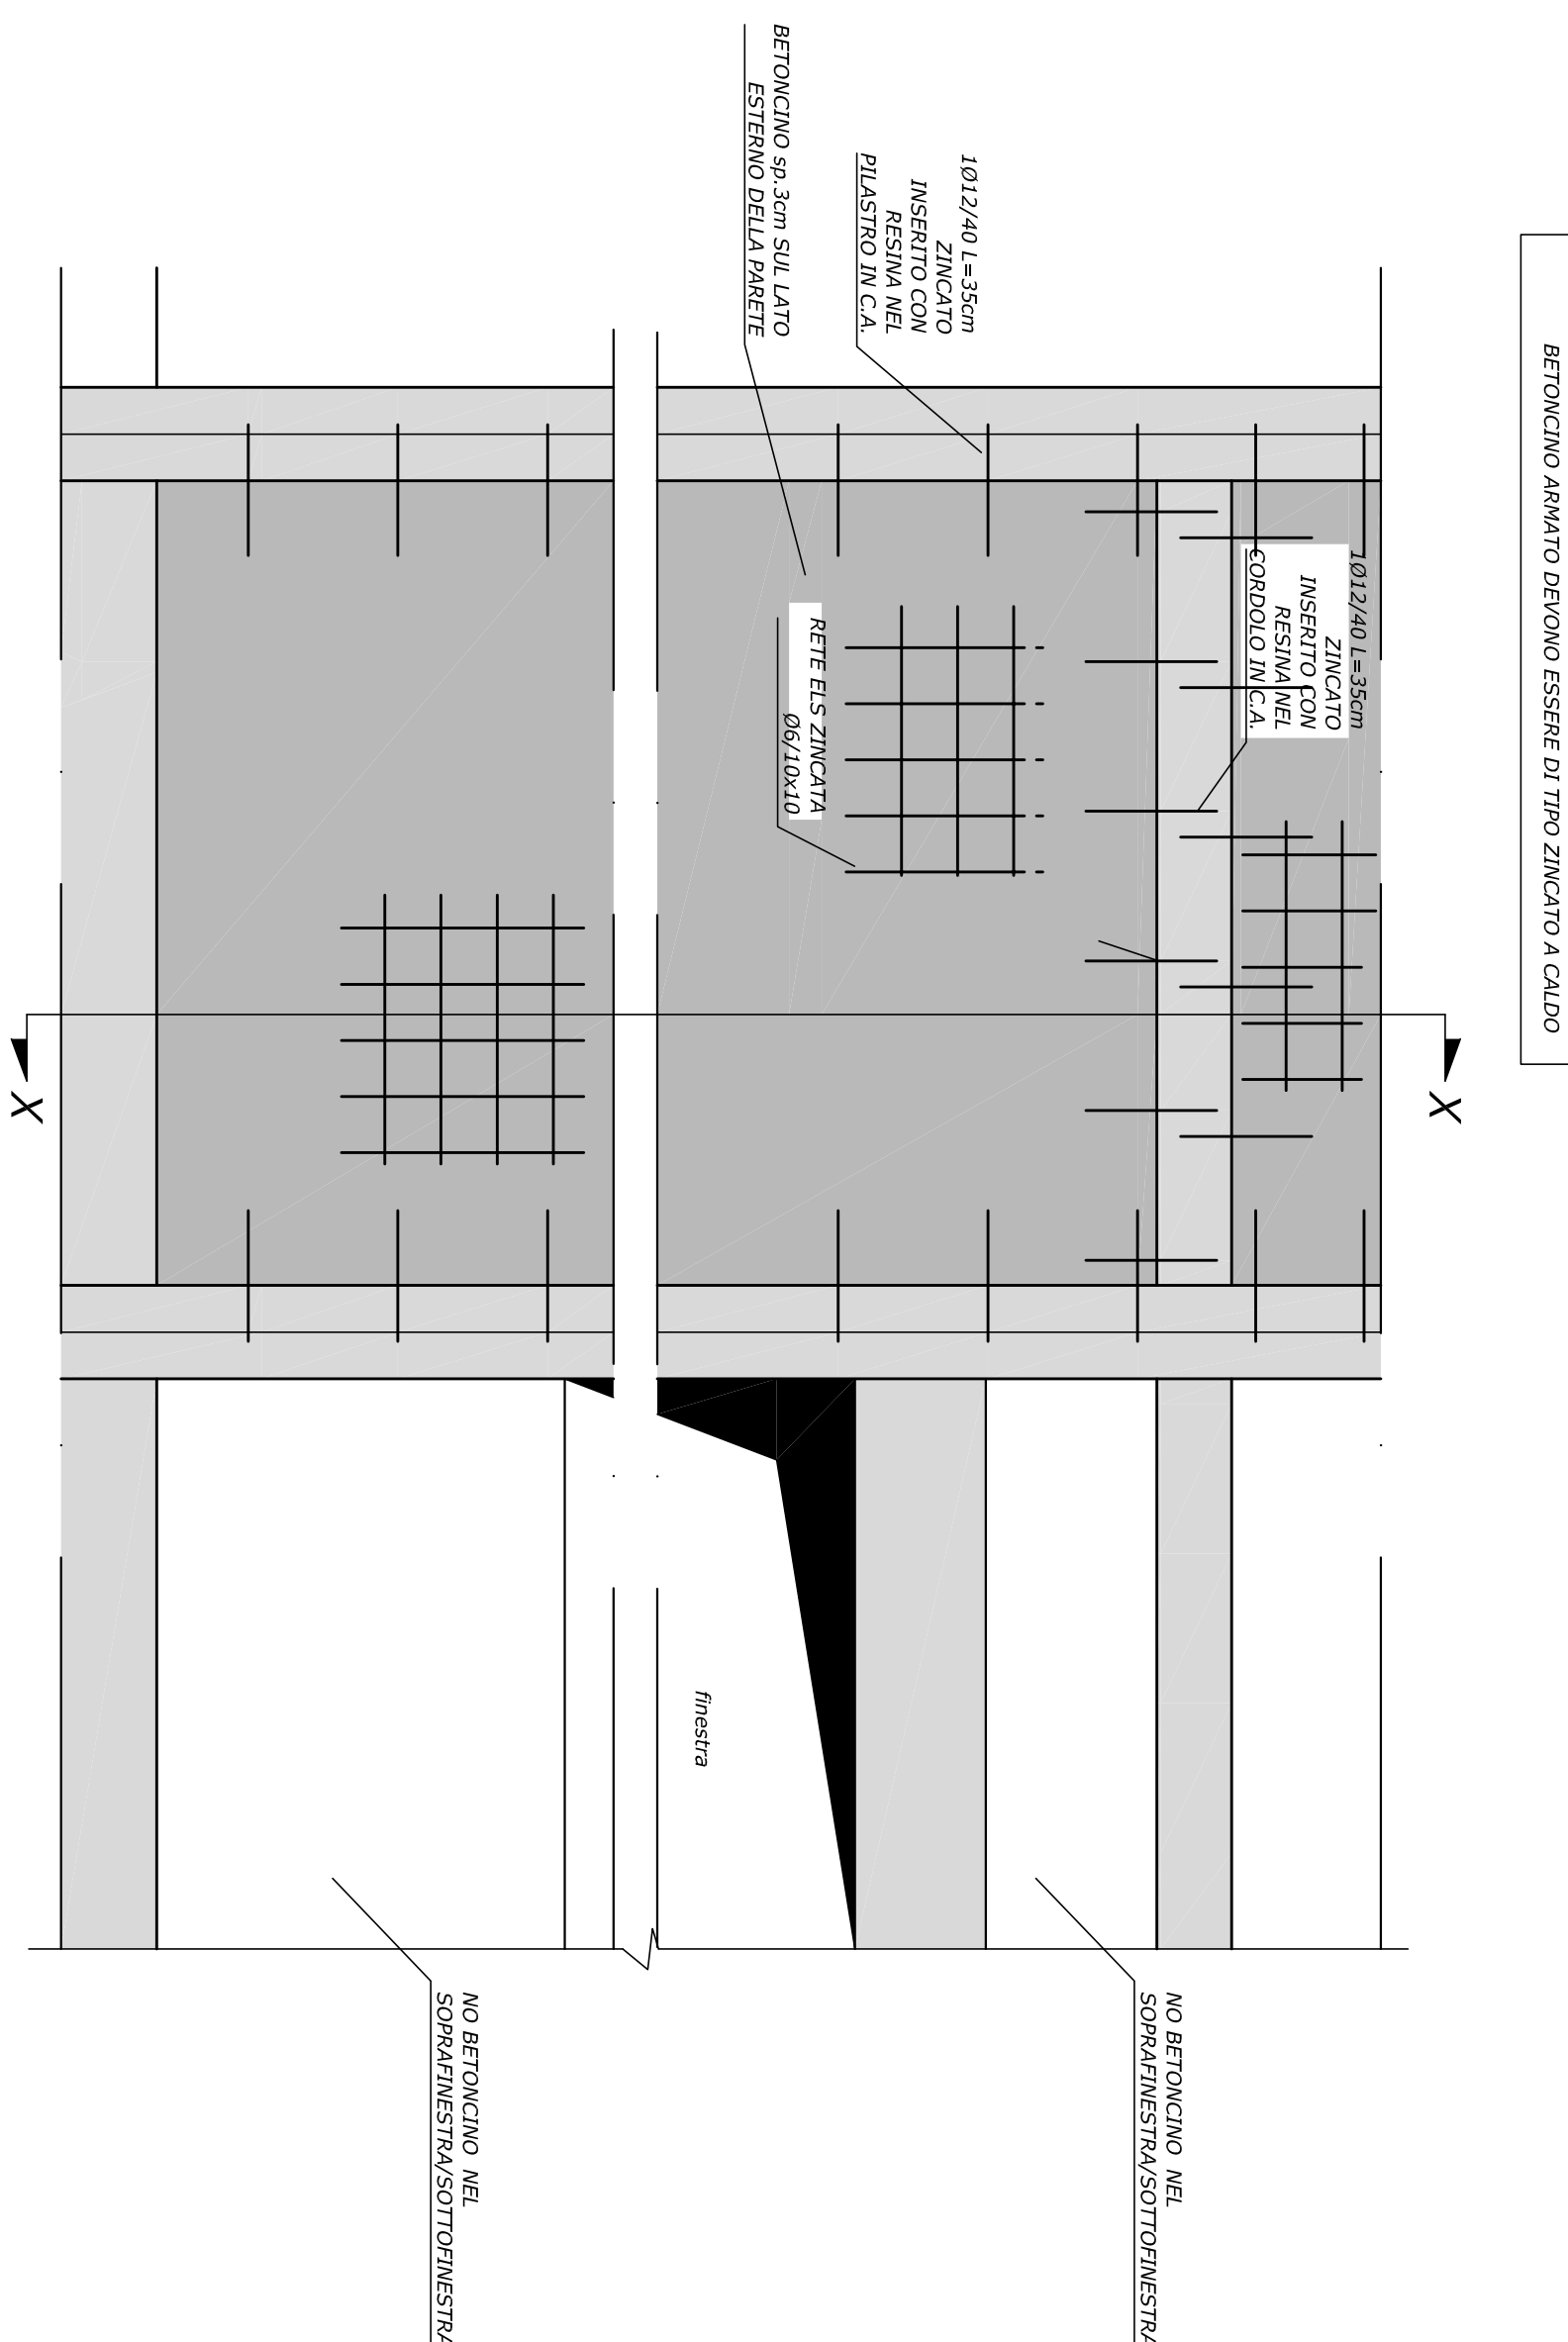 BETONCINO ARMATO DEVONO ESSERE DI TIPO ZINCATO A CALDO
1Ø12/40 L=35cm
ZINCATO
INSERITO CON
RESINA NEL
CORDOLO IN C.A.
1Ø12/40 L=35cm
ZINCATO
INSERITO CON
RESINA NEL
PILASTRO IN C.A.
BETONCINO sp.3cm SUL LATO
ESTERNO DELLA PARETE
RETE ELS ZINCATA
Ø6/10x10
X
X
finestra
NO BETONCINO NEL
SOPRAFINESTRA/SOTTOFINESTRA
NO BETONCINO NEL
SOPRAFINESTRA/SOTTOFINESTRA